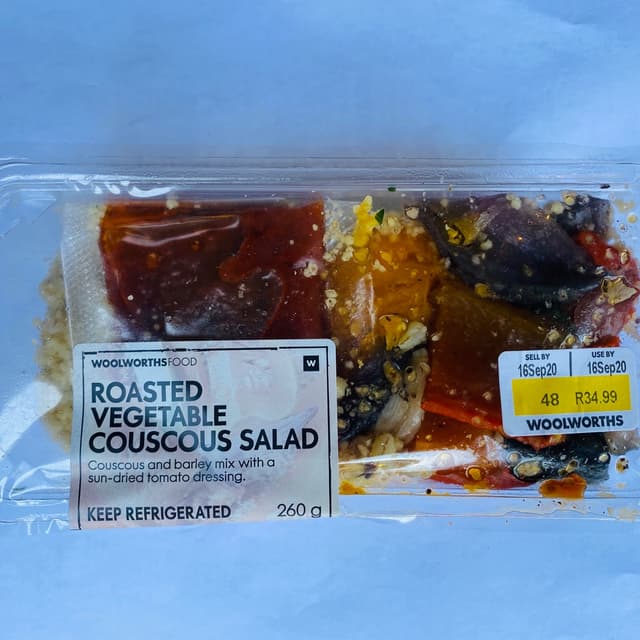 WOOLWORTHSFOOD
W
ROASTED
VEGETABLE
COUSCOUS SALAD
Couscous and barley mix with a
sun-dried tomato dressing.
KEEP REFRIGERATED 260 g
SELL BY USE BY
16Sep20 16Sep20
48 R34.99
WOOLWORTHS